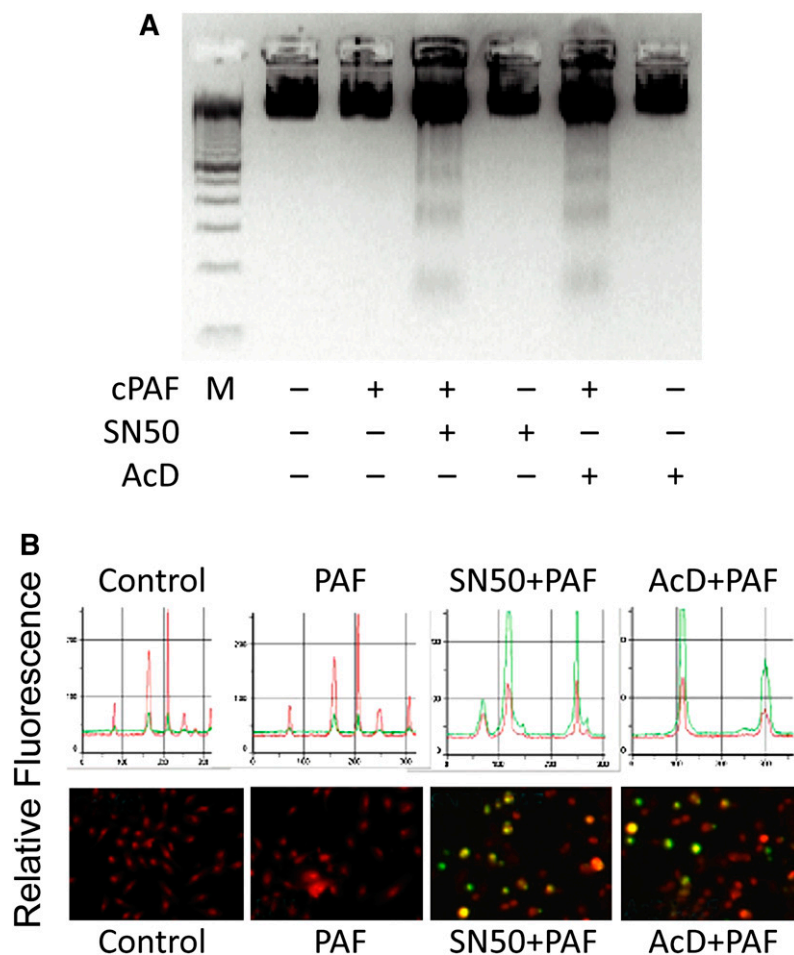 A
cPAF M – + + – + –
SN50 – – + + – –
AcD – – – – + +
B
Relative Fluorescence
Control PAF SN50+PAF AcD+PAF
Control PAF SN50+PAF AcD+PAF